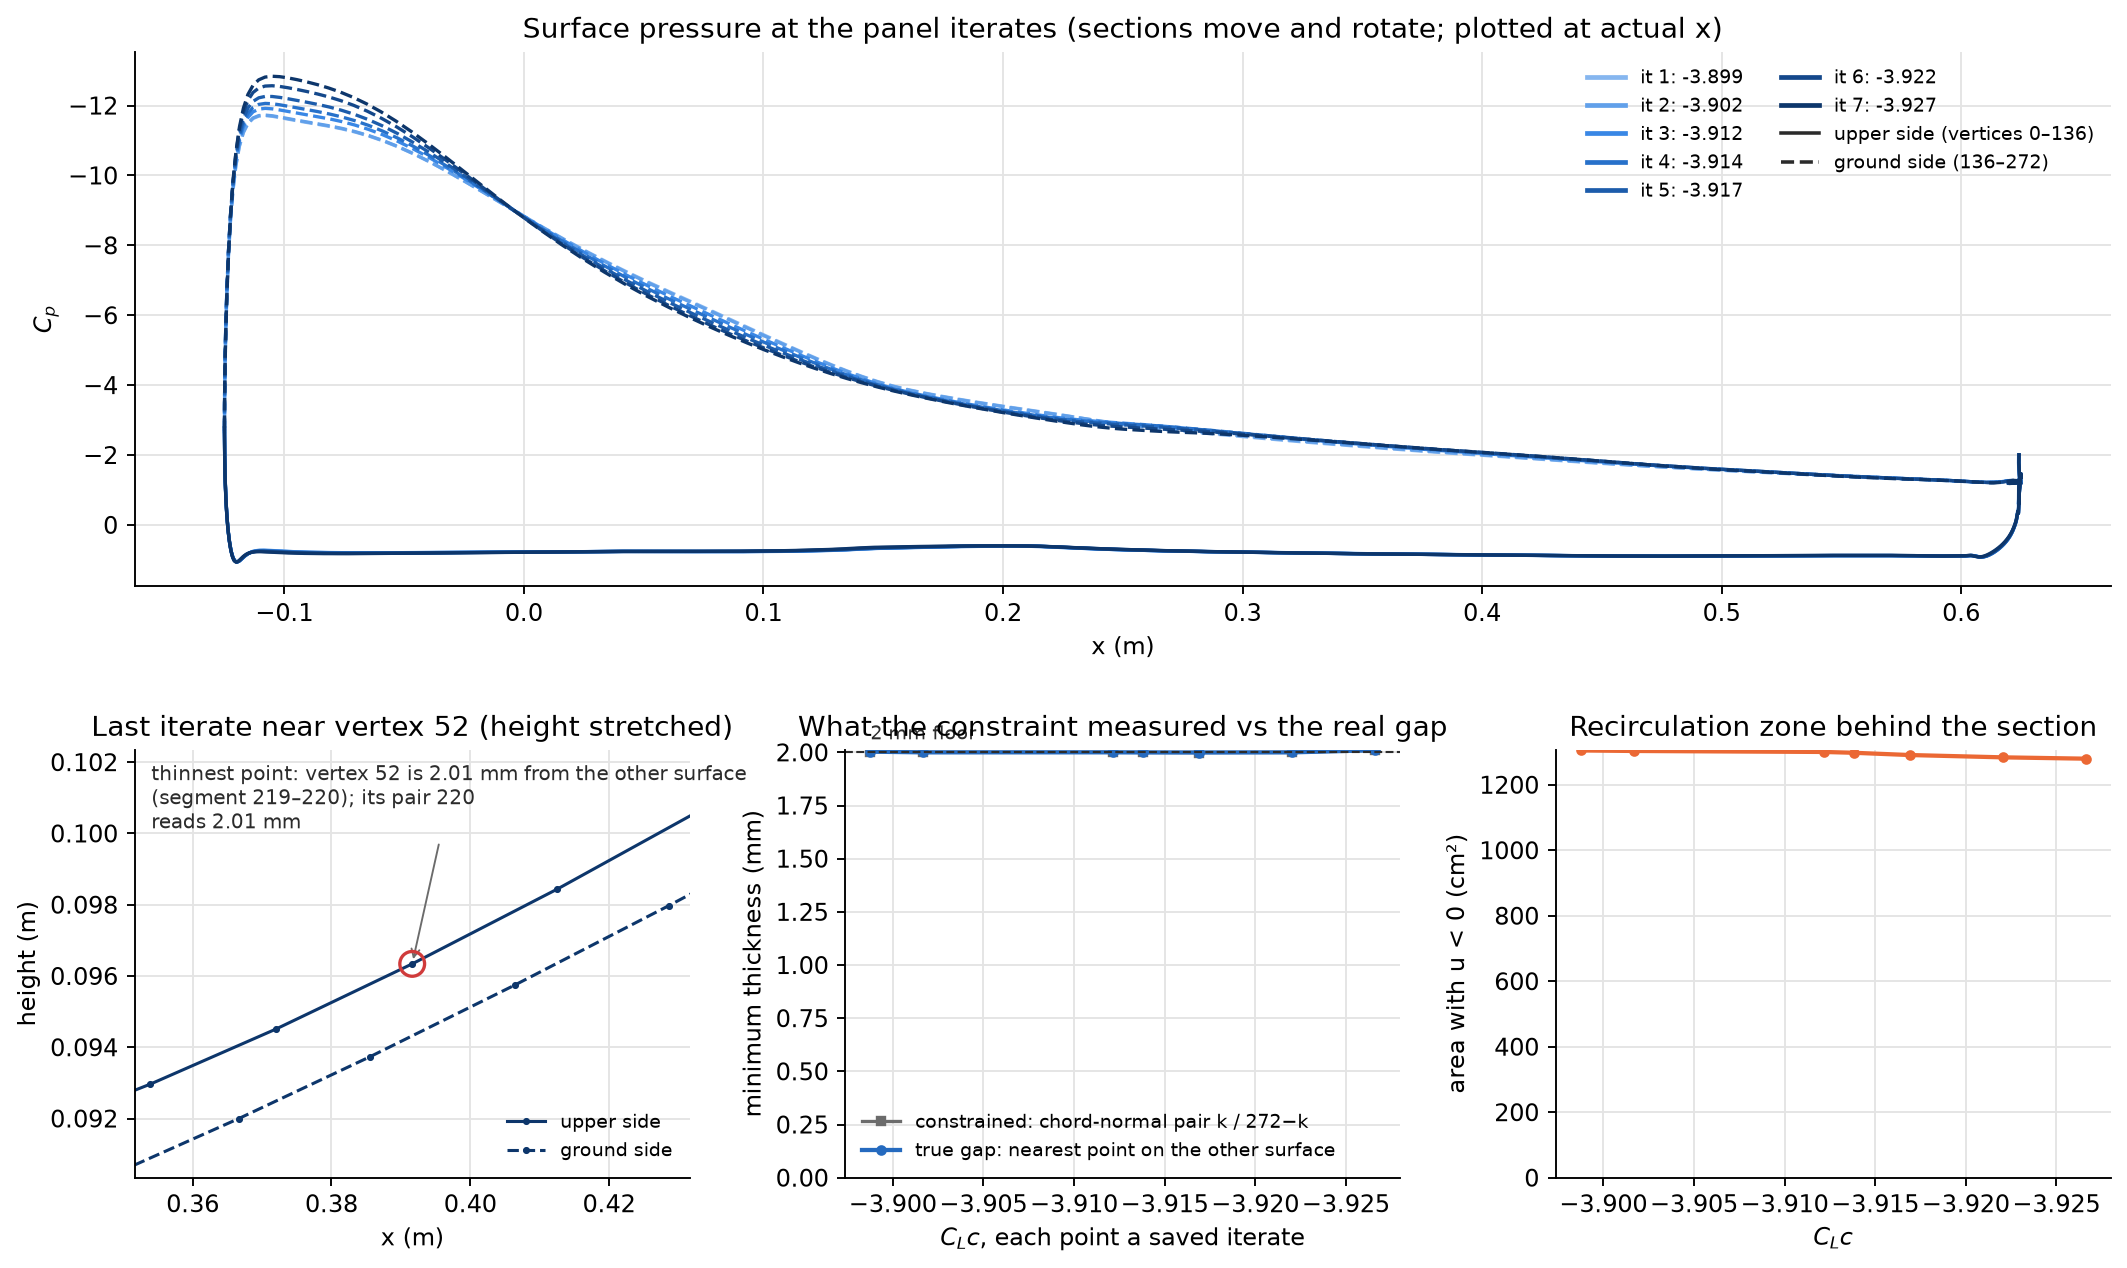 Surface pressure at the panel iterates (sections move and rotate; plotted at actual x)
it 1: -3.899
it 2: -3.902
it 3: -3.912
it 4: -3.914
it 5: -3.917
it 6: -3.922
it 7: -3.927
upper side (vertices 0–136)
ground side (136–272)
Cp
−12
−10
−8
−6
−4
−2
0
−0.1
0.0
0.1
0.2
0.3
0.4
0.5
0.6
x (m)
Last iterate near vertex 52 (height stretched)
thinnest point: vertex 52 is 2.01 mm from the other surface
(segment 219–220); its pair 220
reads 2.01 mm
height (m)
0.102
0.100
0.098
0.096
0.094
0.092
upper side
ground side
0.36
0.38
0.40
0.42
x (m)
What the constraint measured vs the real gap
2 mm floor
minimum thickness (mm)
2.00
1.75
1.50
1.25
1.00
0.75
0.50
0.25
0.00
constrained: chord-normal pair k / 272−k
true gap: nearest point on the other surface
−3.900
−3.905
−3.910
−3.915
−3.920
−3.925
CLc, each point a saved iterate
Recirculation zone behind the section
area with u < 0 (cm²)
1200
1000
800
600
400
200
0
−3.900
−3.905
−3.910
−3.915
−3.920
−3.925
CLc